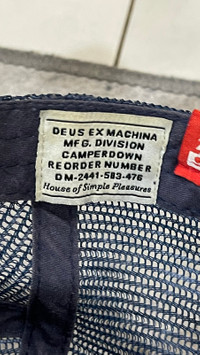 DEUS EX MACHINA
MFG. DIVISION
CAMPERDOWN
REORDER NUMBER
DM-2441-583-476
House of Simple Pleasures